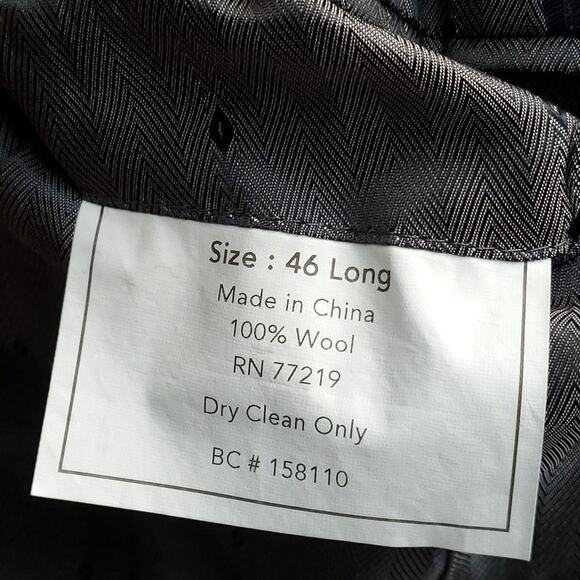 Size : 46 Long
Made in China
100% Wool
RN 77219
Dry Clean Only
BC # 158110